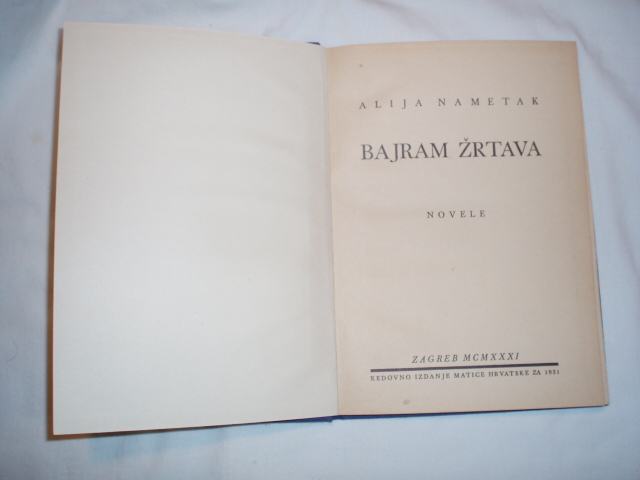 ALIJA NAMETAK
BAJRAM ŽRTAVA
NOVELE
ZAGREB MCMXXXI
REDOVNO IZDANJE MATICE HRVATSKE ZA 1931